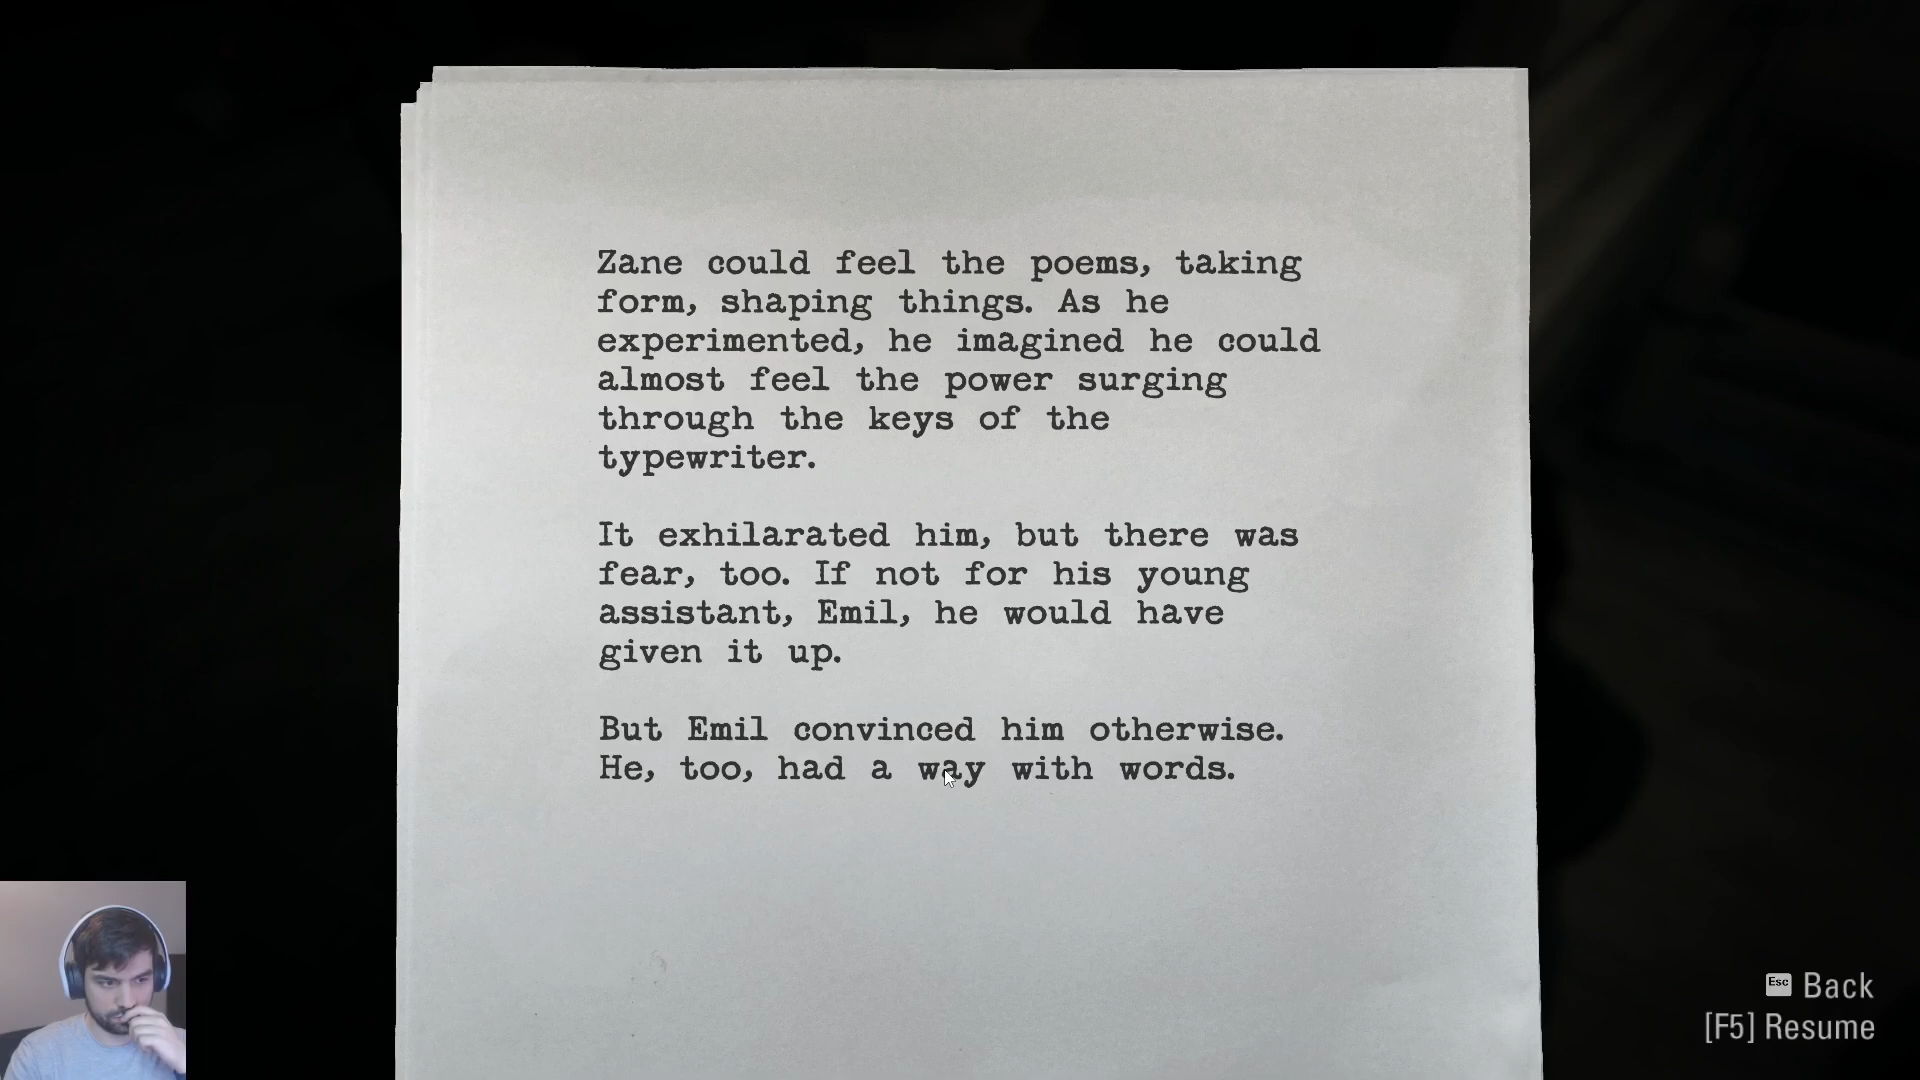 Zane could feel the poems, taking
form, shaping things. As he
experimented, he imagined he could
almost feel the power surging
through the keys of the
typewriter.
It exhilarated him, but there was
fear, too. If not for his young
assistant, Emil, he would have
given it up.
But Emil convinced him otherwise.
He, too, had a way with words.
Esc Back
[F5] Resume